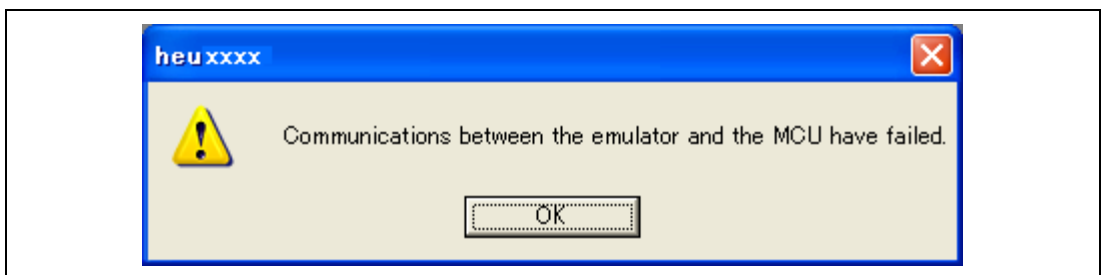 heuxxxx
Communications between the emulator and the MCU have failed.
OK